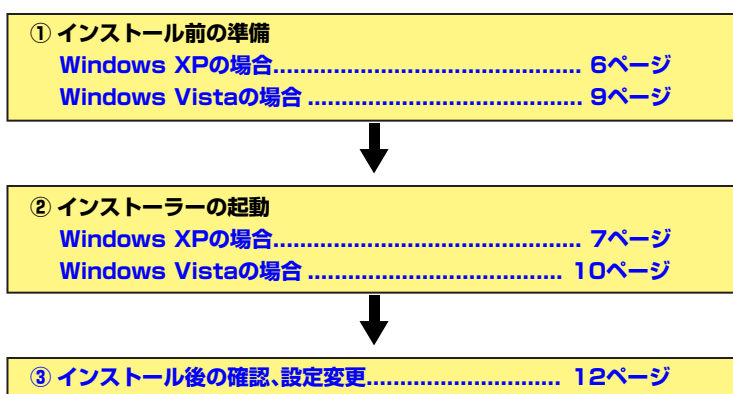 ① インストール前の準備
Windows XPの場合.............................................. 6ページ
Windows Vistaの場合 ......................................... 9ページ
② インストーラーの起動
Windows XPの場合.............................................. 7ページ
Windows Vistaの場合 ...................................... 10ページ
③ インストール後の確認、設定変更............................. 12ページ